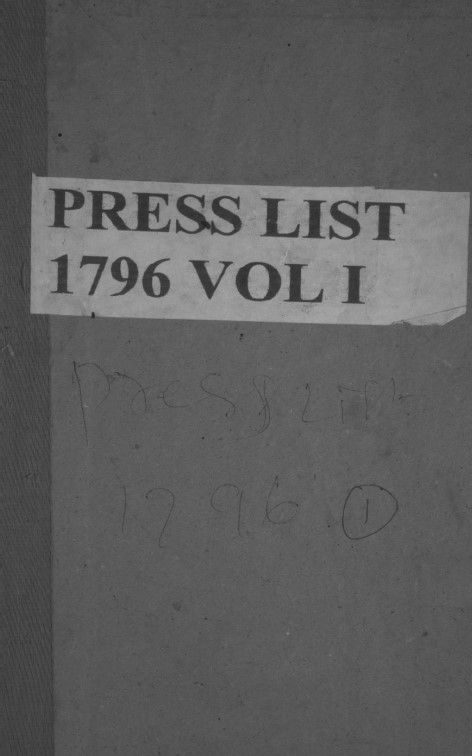 PRESS LIST
1796 VOL I
press list
1796 ①